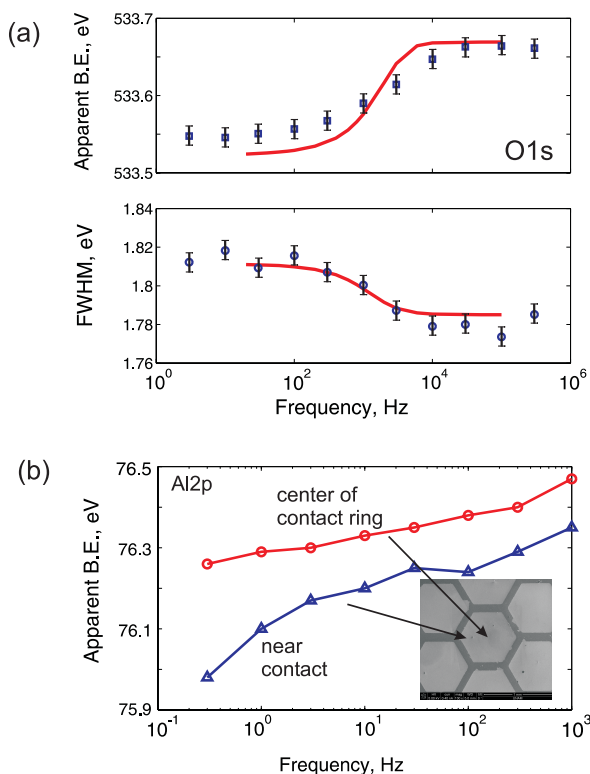 (a)
533.7
533.6
533.5
Apparent B.E., eV
O1s
1.84
1.82
1.8
1.78
1.76
FWHM, eV
10^0 10^2 10^4 10^6
Frequency, Hz
(b)
76.5
76.3
76.1
75.9
Apparent B.E., eV
Al2p
center of
contact ring
near
contact
10^-1 10^0 10^1 10^2 10^3
Frequency, Hz